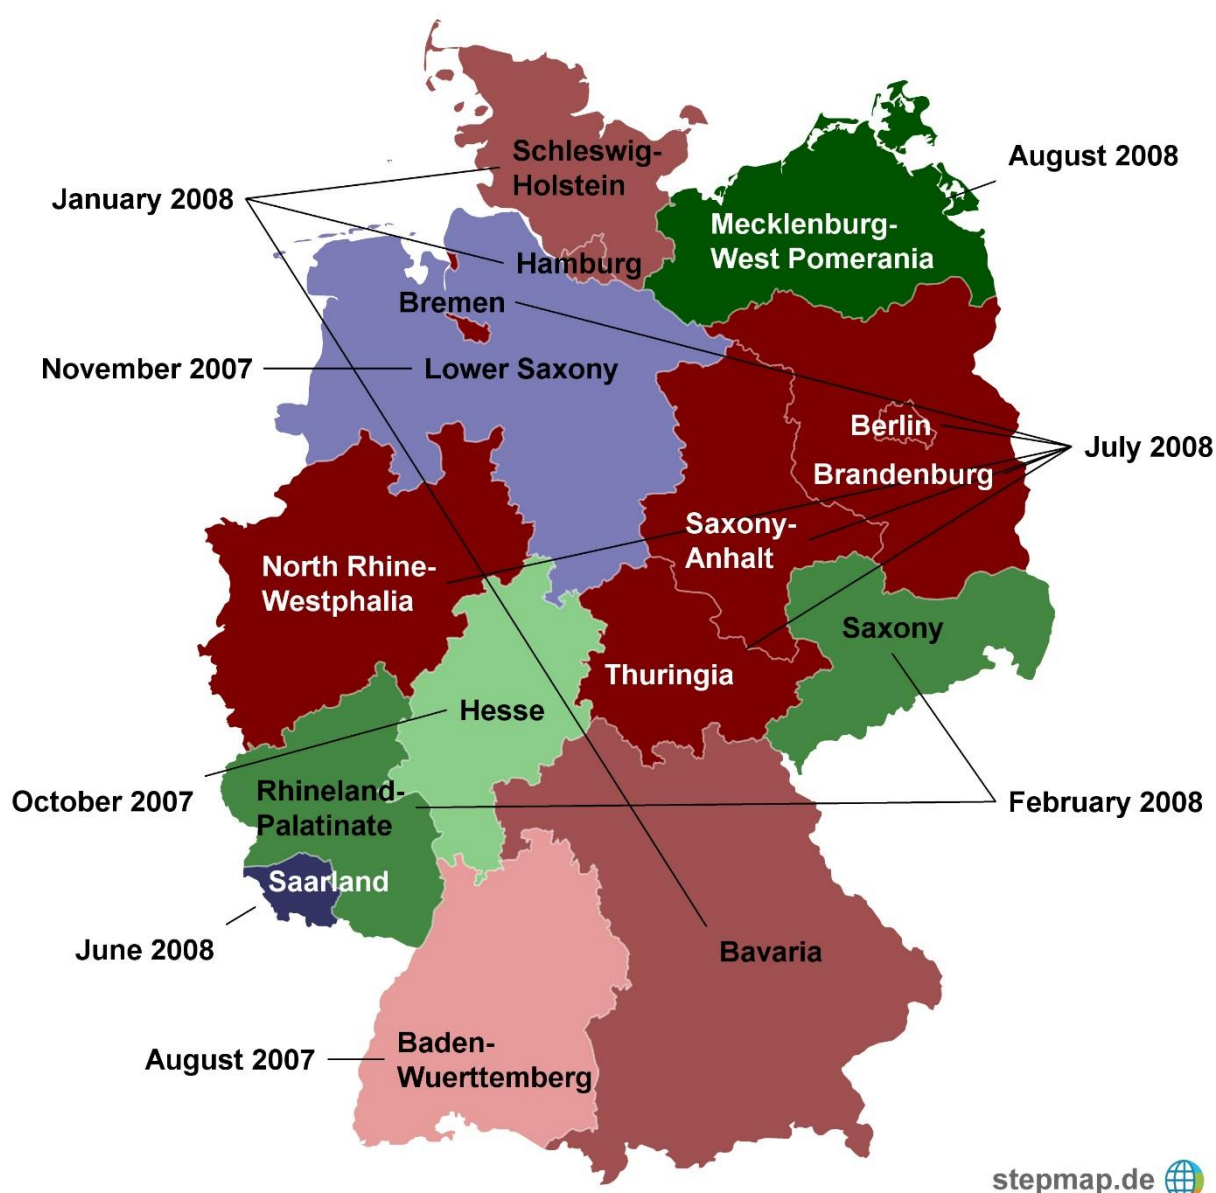 Schleswig-
Holstein
August 2008
January 2008
Mecklenburg-
West Pomerania
Hamburg
Bremen
November 2007
Lower Saxony
Berlin
July 2008
Brandenburg
Saxony-
Anhalt
North Rhine-
Westphalia
Saxony
Thuringia
Hesse
October 2007
Rhineland-
Palatinate
February 2008
Saarland
June 2008
Bavaria
August 2007
Baden-
Wuerttemberg
stepmap.de